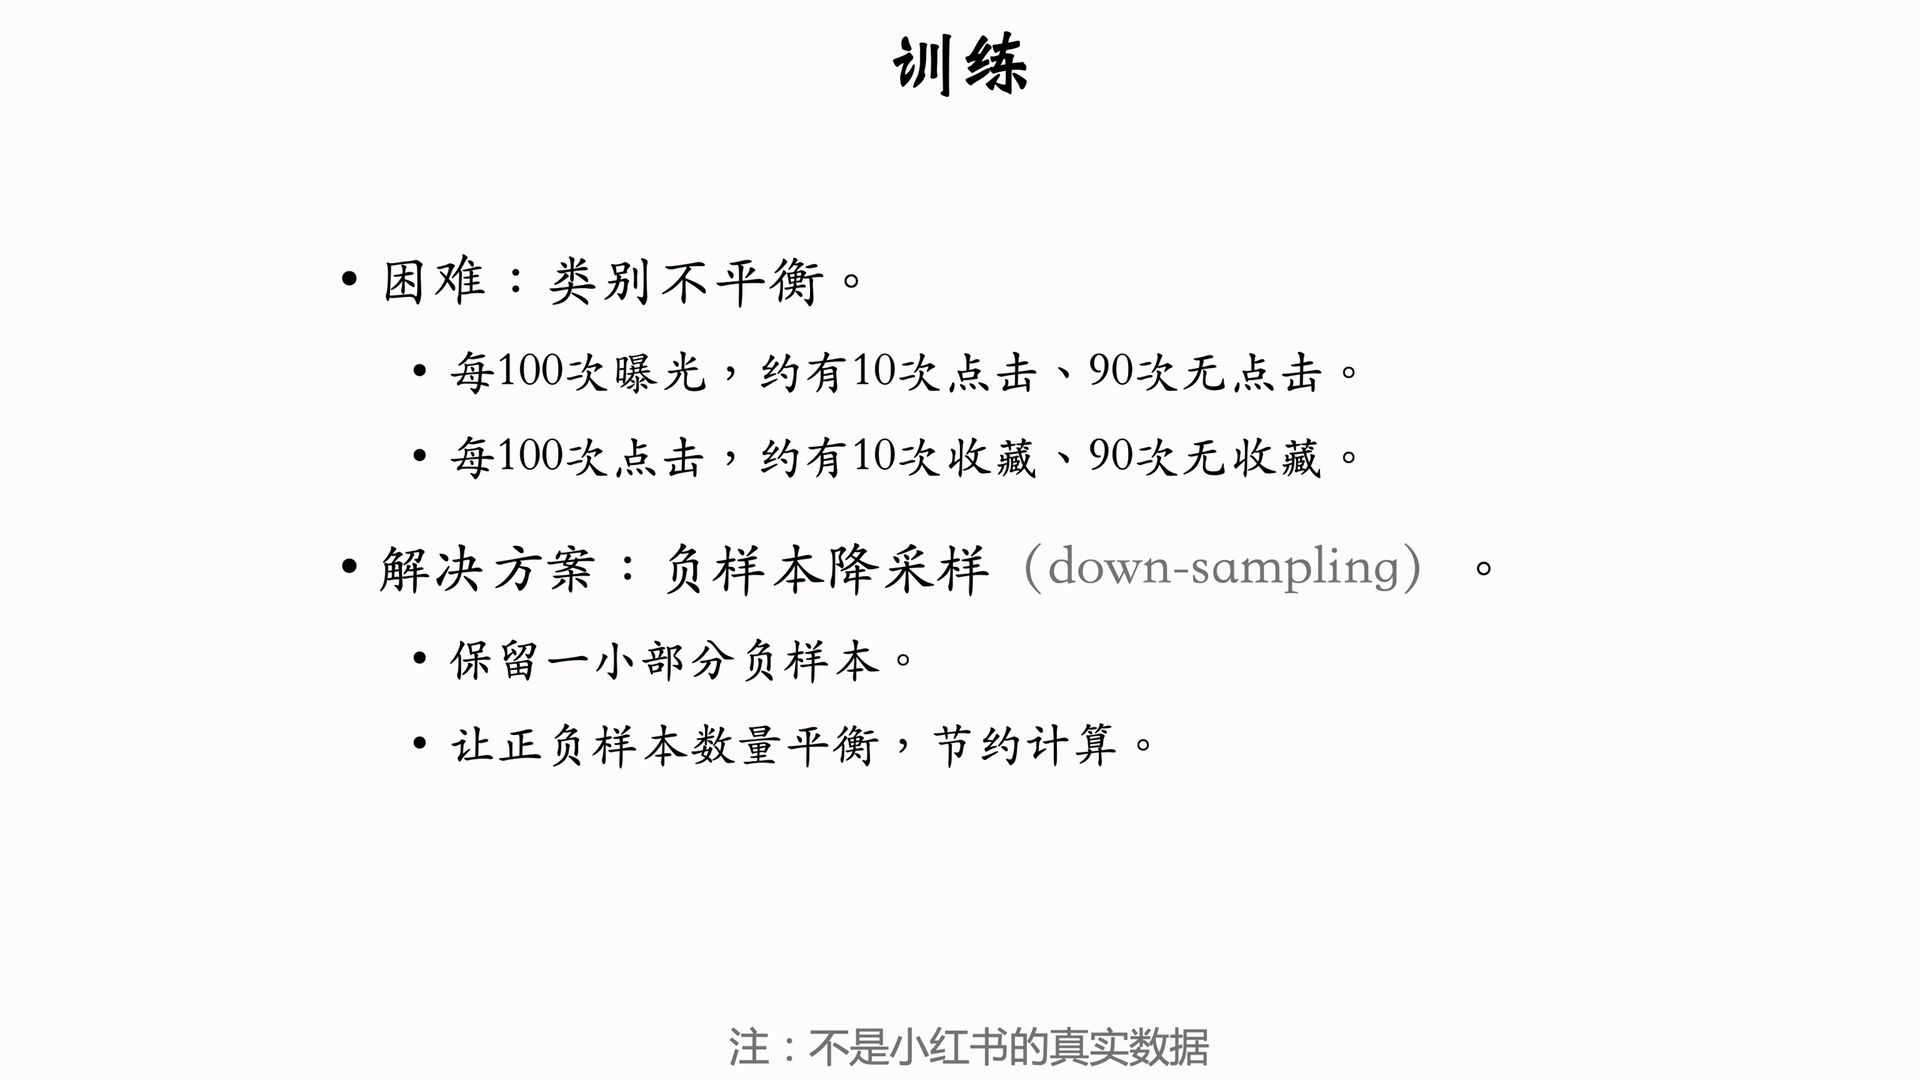 训练
• 困难：类别不平衡。
• 每100次曝光，约有10次点击、90次无点击。
• 每100次点击，约有10次收藏、90次无收藏。
• 解决方案：负样本降采样（down-sampling）。
• 保留一小部分负样本。
• 让正负样本数量平衡，节约计算。
注：不是小红书的真实数据